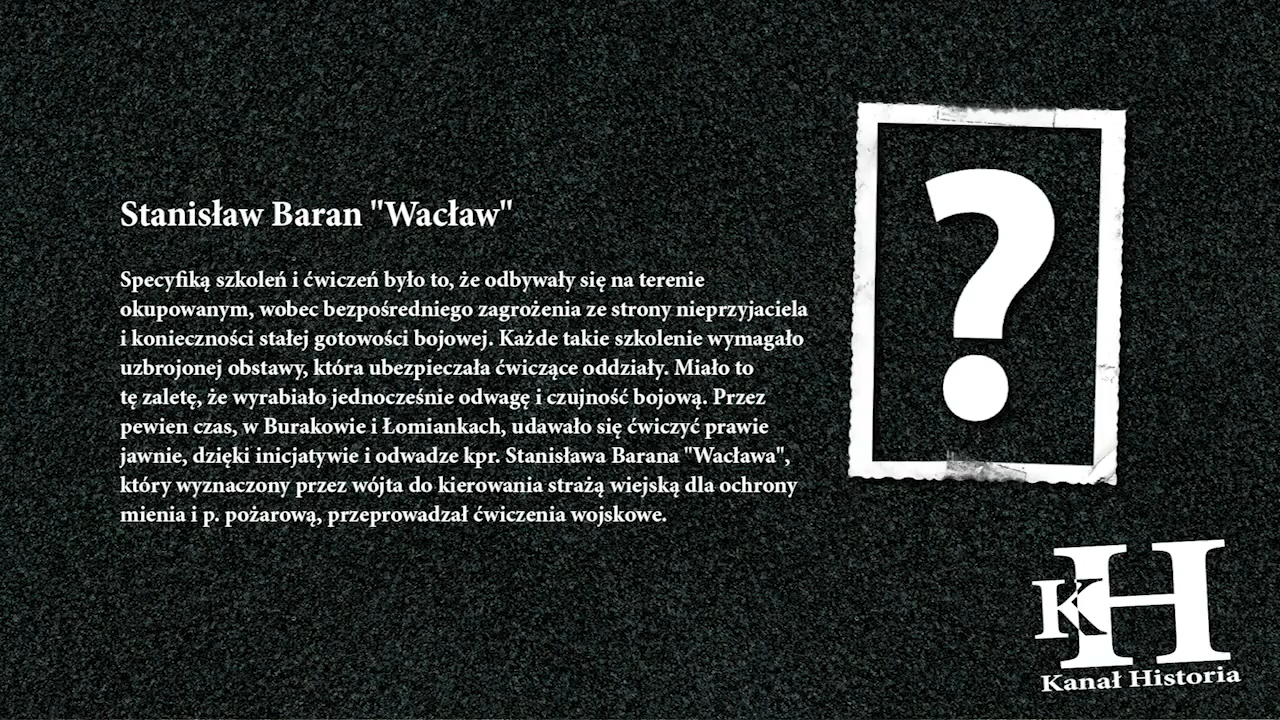 Stanisław Baran "Wacław"
Specyfiką szkoleń i ćwiczeń było to, że odbywały się na terenie
okupowanym, wobec bezpośredniego zagrożenia ze strony nieprzyjaciela
i konieczności stałej gotowości bojowej. Każde takie szkolenie wymagało
uzbrojonej obstawy, która ubezpieczała ćwiczące oddziały. Miało to
tę zaletę, że wyrabiało jednocześnie odwagę i czujność bojową. Przez
pewien czas, w Burakowie i Łomiankach, udawało się ćwiczyć prawie
jawnie, dzięki inicjatywie i odwadze kpr. Stanisława Barana "Wacława",
który wyznaczony przez wójta do kierowania strażą wiejską dla ochrony
mienia i p. pożarową, przeprowadzał ćwiczenia wojskowe.
?
KH
Kanał Historia